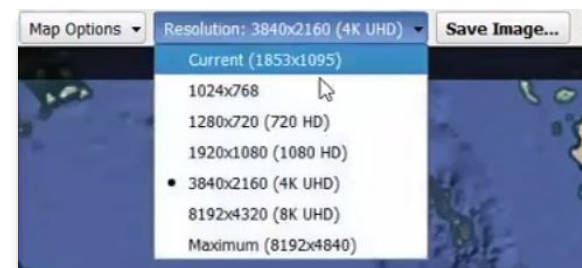 Map Options Resolution: 3840x2160 (4K UHD) Save Image...
Current (1853x1095)
1024x768
1280x720 (720 HD)
1920x1080 (1080 HD)
3840x2160 (4K UHD)
8192x4320 (8K UHD)
Maximum (8192x4840)